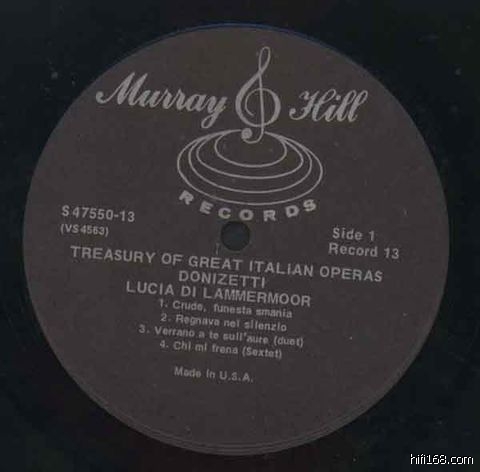 Murray Hill
RECORDS
S 47550-13
(VS 4563)
Side 1
Record 13
TREASURY OF GREAT ITALIAN OPERAS
DONIZETTI
LUCIA DI LAMMERMOOR
1. Crude, funesta smania
2. Regnava nel silenzio
3. Verrano a te sull'aure (duet)
4. Chi mi frena (Sextet)
Made in U.S.A.
hifi168.com